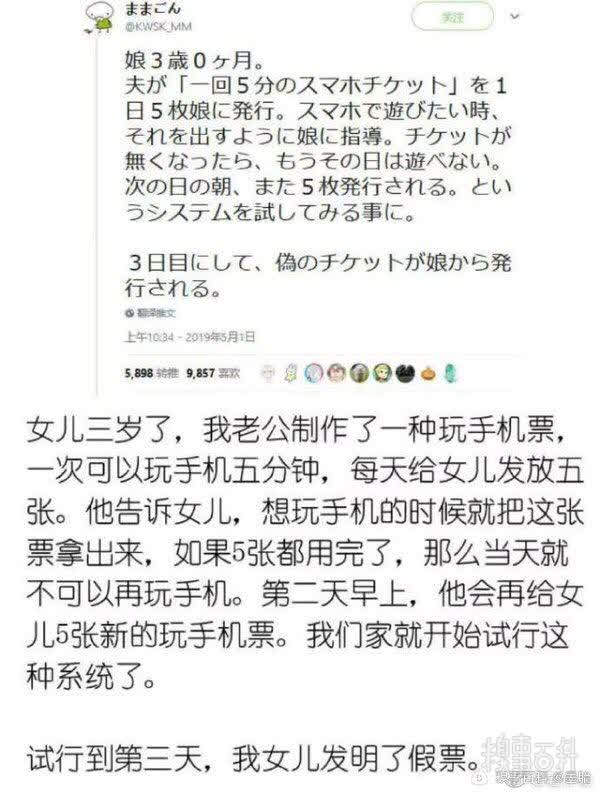 ままごん
@KWSK_MM
关注
娘３歳０ヶ月。
夫が「一回５分のスマホチケット」を１
日５枚娘に発行。スマホで遊びたい時、
それを出すように娘に指導。チケットが
無くなったら、もうその日は遊べない。
次の日の朝、また５枚発行される。とい
うシステムを試してみる事に。
３日目にして、偽のチケットが娘から発
行される。
翻译推文
上午10:34 - 2019年5月1日
5,898 转推 9,857 喜欢
女儿三岁了，我老公制作了一种玩手机票，
一次可以玩手机五分钟，每天给女儿发放五
张。他告诉女儿，想玩手机的时候就把这张
票拿出来，如果5张都用完了，那么当天就
不可以再玩手机。第二天早上，他会再给女
儿5张新的玩手机票。我们家就开始试行这
种系统了。
试行到第三天，我女儿发明了假票。